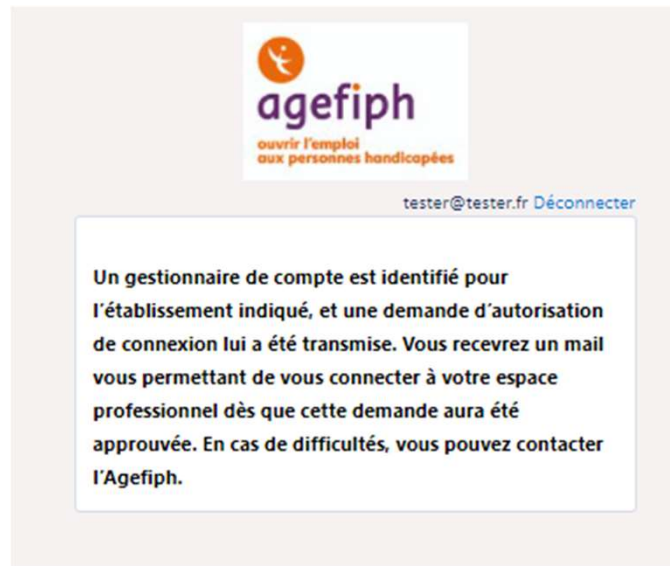 agefiph
ouvrir l'emploi
aux personnes handicapées
tester@tester.fr Déconnecter
Un gestionnaire de compte est identifié pour
l'établissement indiqué, et une demande d'autorisation
de connexion lui a été transmise. Vous recevrez un mail
vous permettant de vous connecter à votre espace
professionnel dès que cette demande aura été
approuvée. En cas de difficultés, vous pouvez contacter
l'Agefiph.